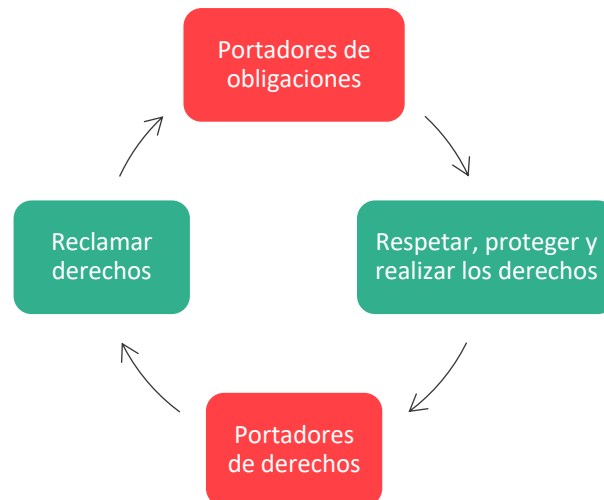 Portadores de
obligaciones
Reclamar
derechos
Respetar, proteger y
realizar los derechos
Portadores
de derechos